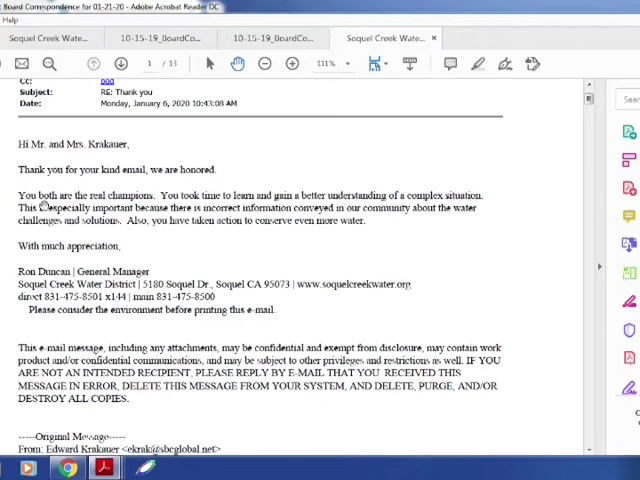 Board Correspondence for 01-21-20 - Adobe Acrobat Reader DC
Help
Soquel Creek Wate...
10-15-19_BoardCo...
10-15-19_BoardCo...
Soquel Creek Wate... ×
1 / 13
111%
Cc: bod
Subject: RE: Thank you
Date: Monday, January 6, 2020 10:43:08 AM
Sear
Hi Mr. and Mrs. Krakauer,
Thank you for your kind email, we are honored.
You both are the real champions. You took time to learn and gain a better understanding of a complex situation.
This is especially important because there is incorrect information conveyed in our community about the water
challenges and solutions. Also, you have taken action to conserve even more water.
With much appreciation,
Ron Duncan | General Manager
Soquel Creek Water District | 5180 Soquel Dr., Soquel CA 95073 | www.soquelcreekwater.org
direct 831-475-8501 x144 | main 831-475-8500
Please consider the environment before printing this e-mail.
This e-mail message, including any attachments, may be confidential and exempt from disclosure, may contain work
product and/or confidential communications, and may be subject to other privileges and restrictions as well. IF YOU
ARE NOT AN INTENDED RECIPIENT, PLEASE REPLY BY E-MAIL THAT YOU RECEIVED THIS
MESSAGE IN ERROR, DELETE THIS MESSAGE FROM YOUR SYSTEM, AND DELETE, PURGE, AND/OR
DESTROY ALL COPIES.
-----Original Message-----
From: Edward Krakauer <ekrak@sbcglobal.net>